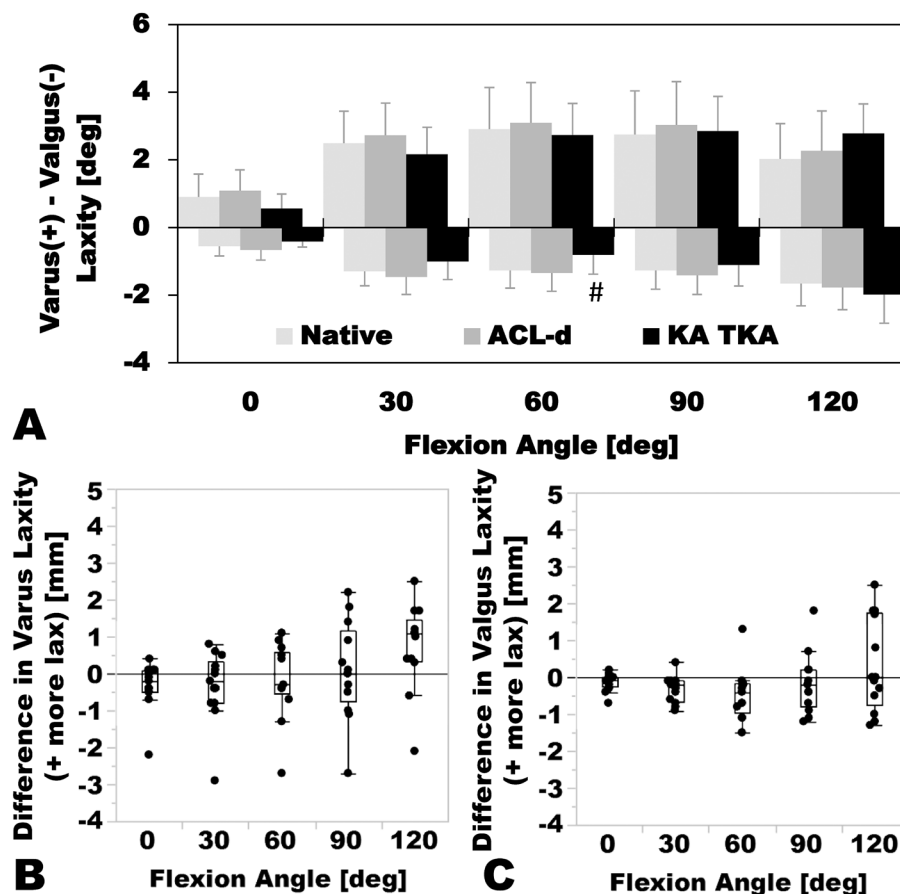 6
4
2
0
-2
-4
Varus(+) - Valgus(-)
Laxity [deg]
#
Native ACL-d KA TKA
0 30 60 90 120
Flexion Angle [deg]
A
5
4
3
2
1
0
-1
-2
-3
-4
Difference in Varus Laxity
(+ more lax) [mm]
0 30 60 90 120
Flexion Angle [deg]
B
5
4
3
2
1
0
-1
-2
-3
-4
Difference in Valgus Laxity
(+ more lax) [mm]
0 30 60 90 120
Flexion Angle [deg]
C